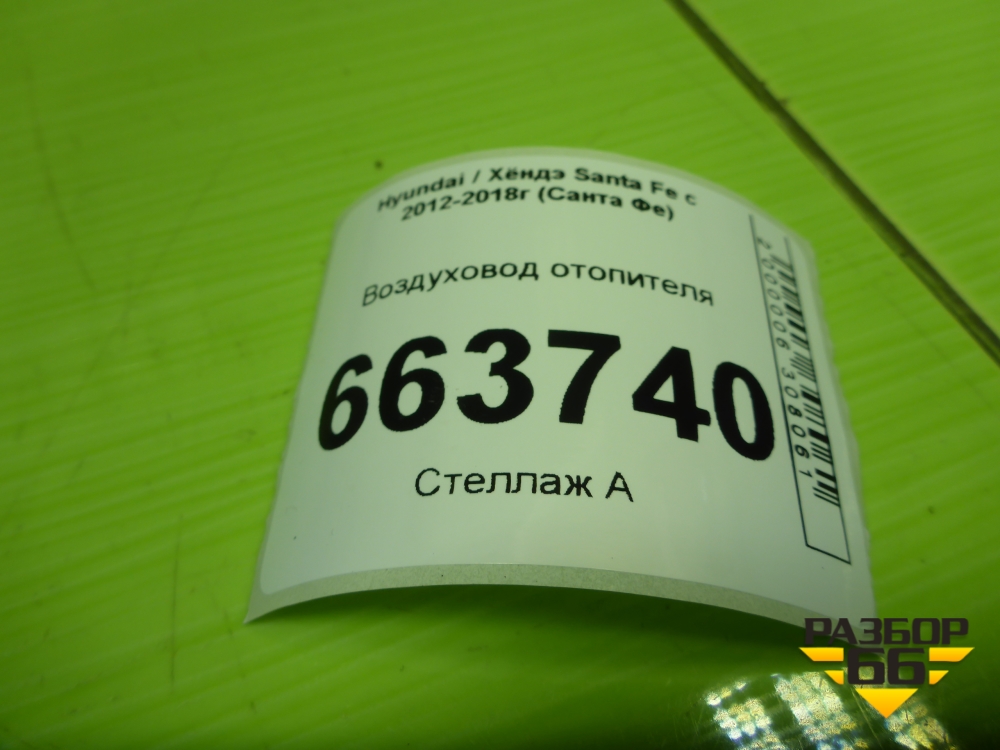 Hyundai / Хёндэ Santa Fe с
2012-2018г (Санта Фе)
Воздуховод отопителя
663740
Стеллаж А
2000006308061
РАЗБОР
66